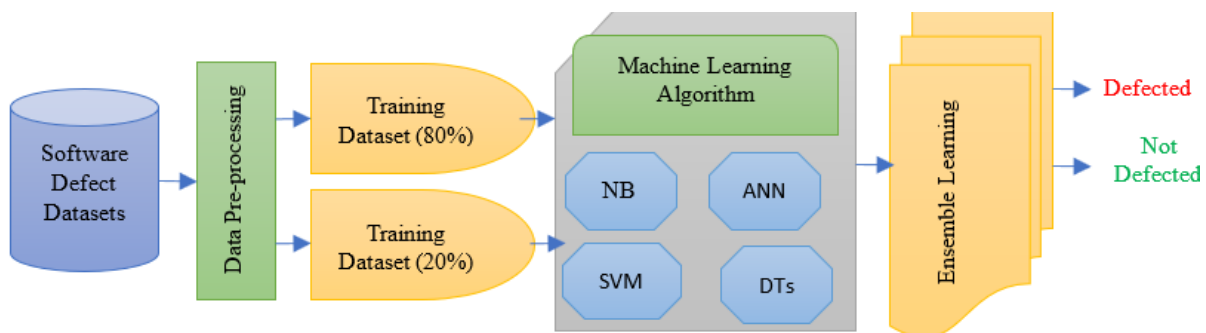 Software
Defect
Datasets
Data Pre-processing
Training
Dataset (80%)
Training
Dataset (20%)
Machine Learning
Algorithm
NB
ANN
SVM
DTs
Ensemble Learning
Defected
Not
Defected